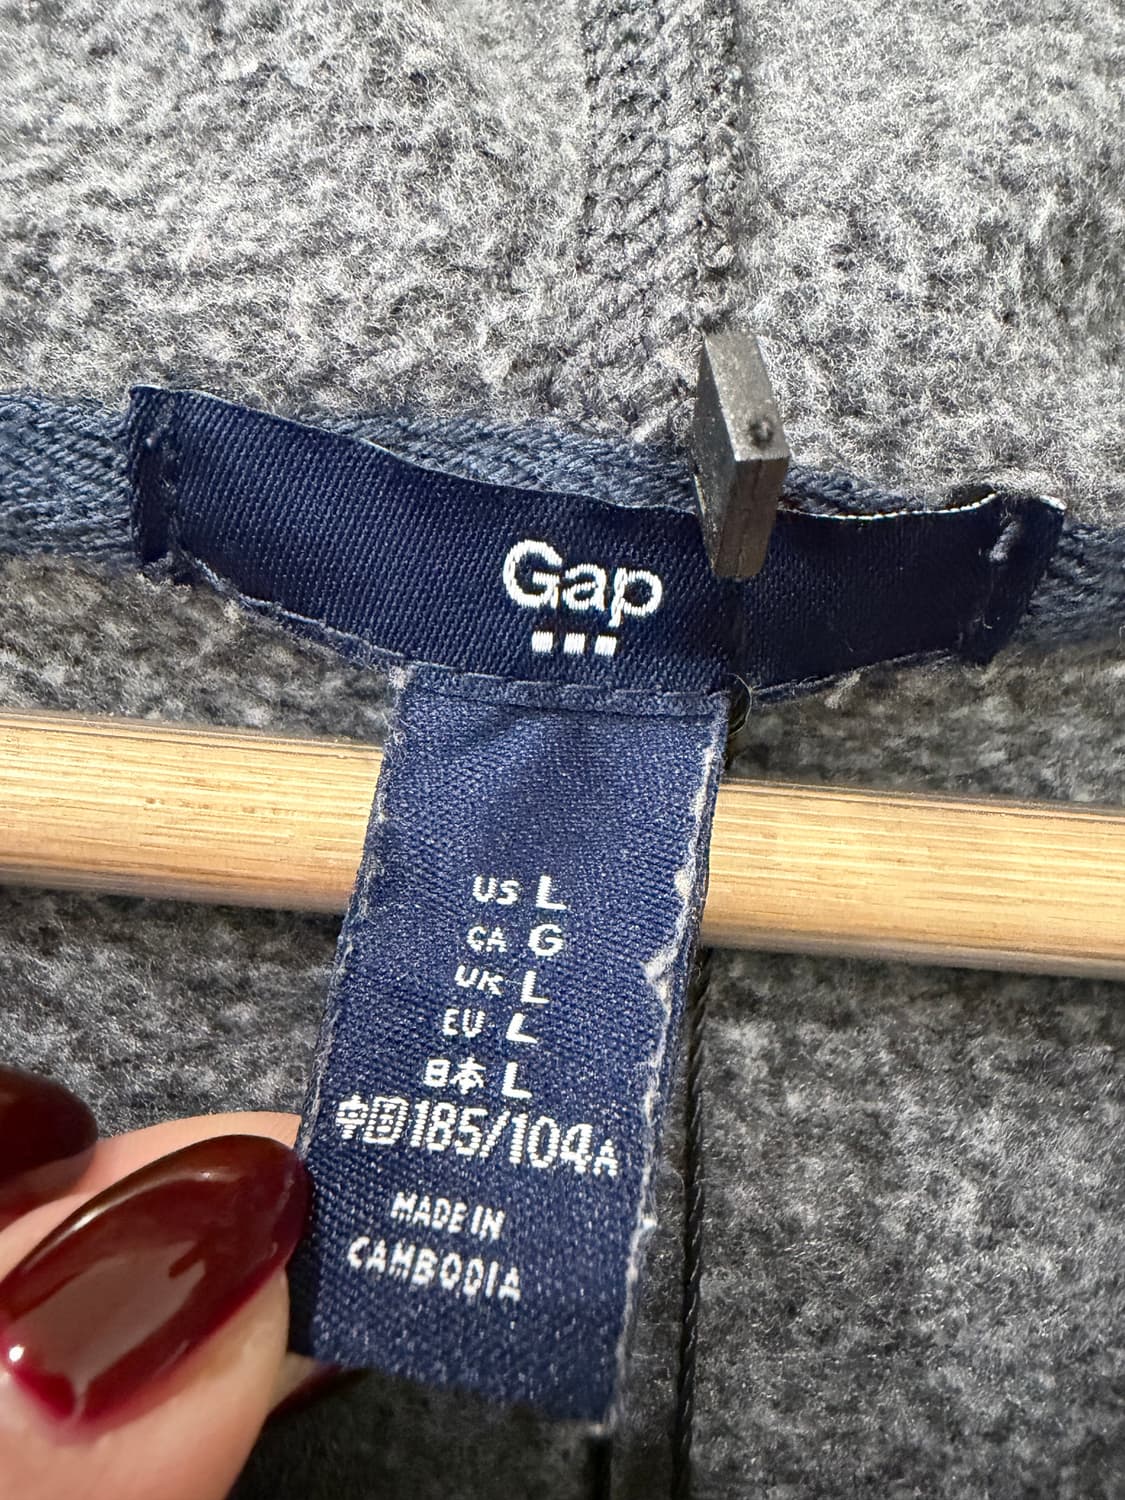 Gap
US L
CA G
UK L
EU L
日本 L
中国 185/104A
MADE IN
CAMBODIA